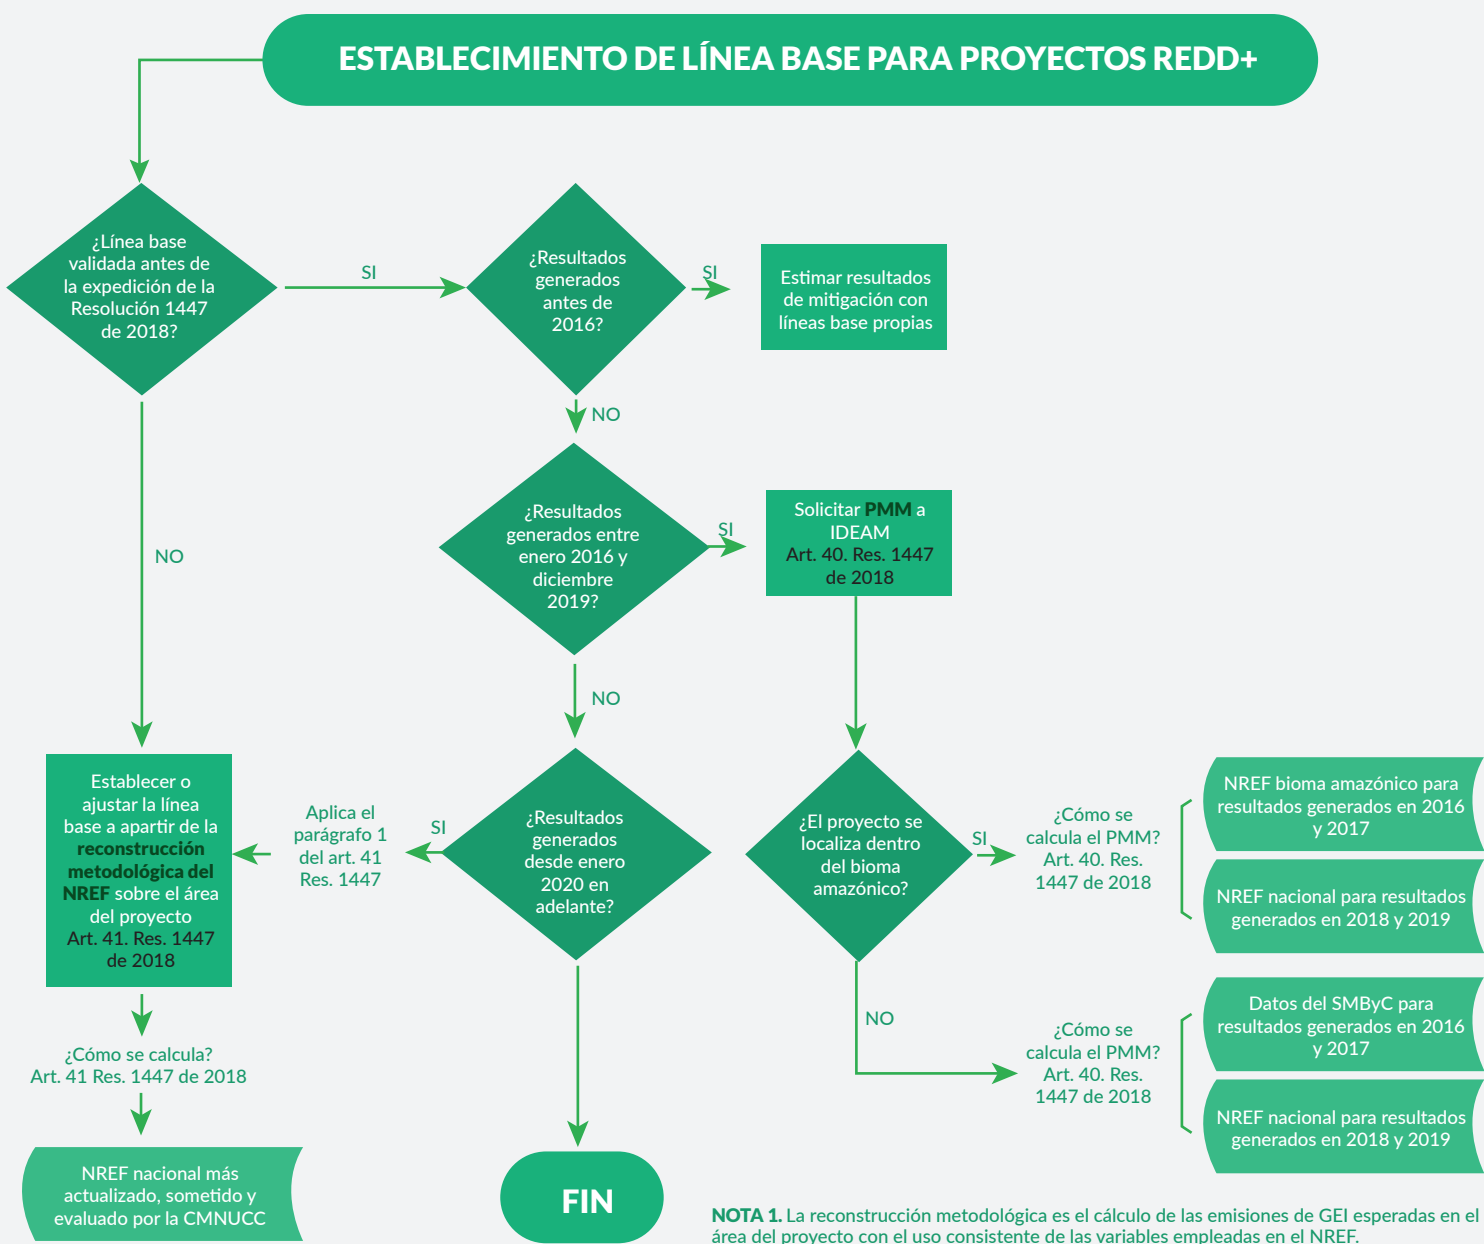 ESTABLECIMIENTO DE LÍNEA BASE PARA PROYECTOS REDD+
¿Línea base
validada antes de
la expedición de la
Resolución 1447
de 2018?
SI
¿Resultados
generados
antes de
2016?
SI
Estimar resultados
de mitigación con
líneas base propias
NO
NO
¿Resultados
generados entre
enero 2016 y
diciembre
2019?
SI
Solicitar PMM a
IDEAM
Art. 40. Res. 1447
de 2018
NO
Establecer o
ajustar la línea
base a apartir de la
reconstrucción
metodológica del
NREF sobre el área
del proyecto
Art. 41. Res. 1447
de 2018
Aplica el
parágrafo 1
del art. 41
Res. 1447
SI
¿Resultados
generados
desde enero
2020 en
adelante?
¿El proyecto se
localiza dentro
del bioma
amazónico?
SI
¿Cómo se
calcula el PMM?
Art. 40. Res.
1447 de 2018
NREF bioma amazónico para
resultados generados en 2016
y 2017
NREF nacional para resultados
generados en 2018 y 2019
NO
¿Cómo se
calcula el PMM?
Art. 40. Res.
1447 de 2018
Datos del SMByC para
resultados generados en 2016
y 2017
NREF nacional para resultados
generados en 2018 y 2019
¿Cómo se calcula?
Art. 41 Res. 1447 de 2018
NREF nacional más
actualizado, sometido y
evaluado por la CMNUCC
FIN
NOTA 1. La reconstrucción metodológica es el cálculo de las emisiones de GEI esperadas en el
área del proyecto con el uso consistente de las variables empleadas en el NREF.